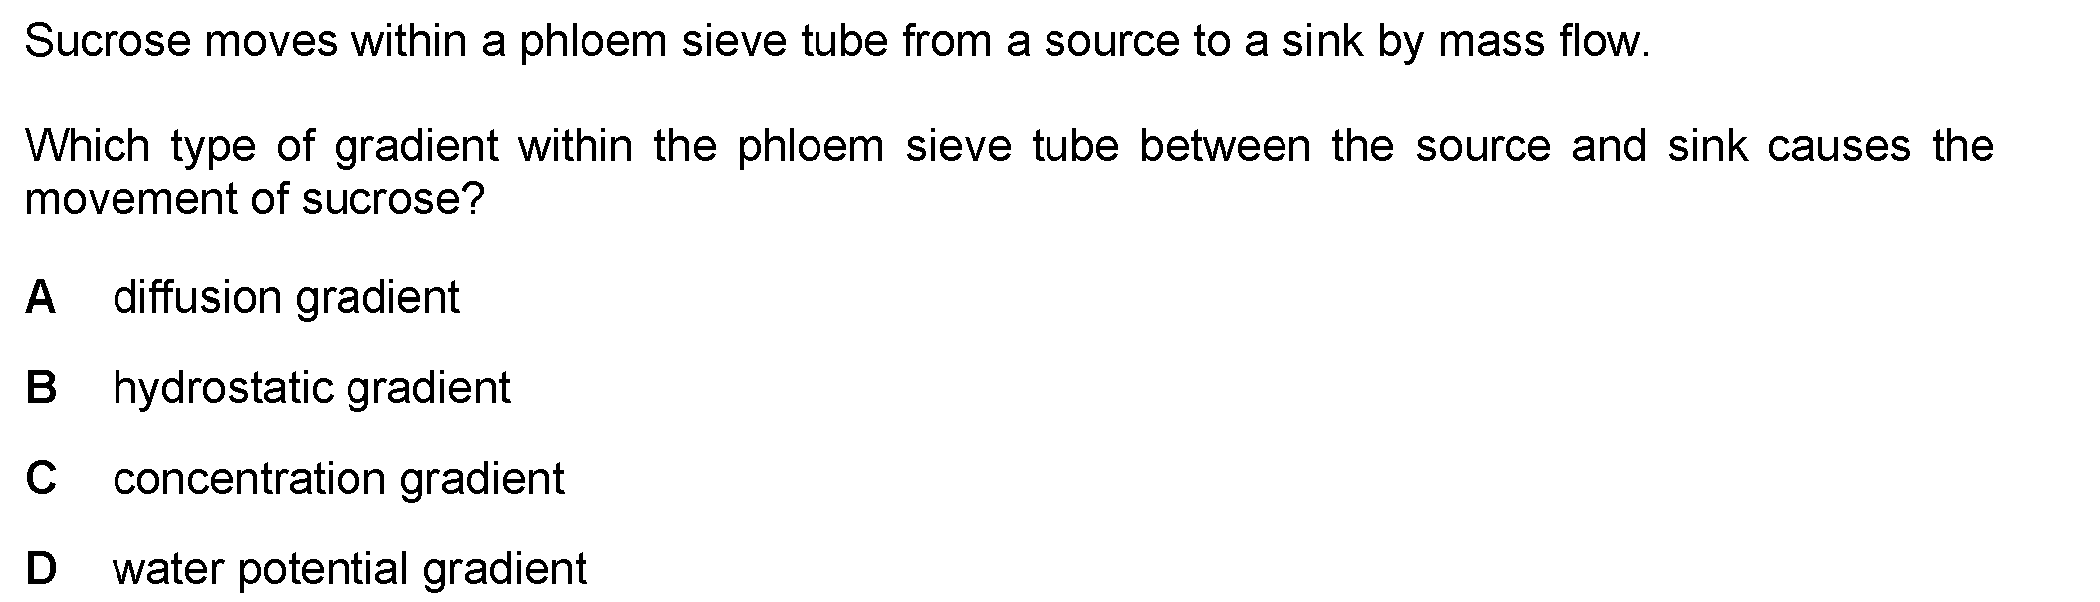 Sucrose moves within a phloem sieve tube from a source to a sink by mass flow.
Which type of gradient within the phloem sieve tube between the source and sink causes the
movement of sucrose?
A diffusion gradient
B hydrostatic gradient
C concentration gradient
D water potential gradient